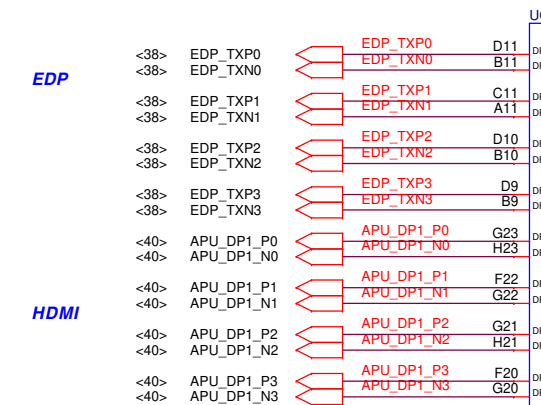 U
<38> EDP_TXP0 EDP_TXP0 D11 D
<38> EDP_TXN0 EDP_TXN0 B11 D
EDP
<38> EDP_TXP1 EDP_TXP1 C11 D
<38> EDP_TXN1 EDP_TXN1 A11 D
<38> EDP_TXP2 EDP_TXP2 D10 D
<38> EDP_TXN2 EDP_TXN2 B10 D
<38> EDP_TXP3 EDP_TXP3 D9 D
<38> EDP_TXN3 EDP_TXN3 B9 D
<40> APU_DP1_P0 APU_DP1_P0 G23 D
<40> APU_DP1_N0 APU_DP1_N0 H23 D
<40> APU_DP1_P1 APU_DP1_P1 F22 D
<40> APU_DP1_N1 APU_DP1_N1 G22 D
HDMI
<40> APU_DP1_P2 APU_DP1_P2 G21 D
<40> APU_DP1_N2 APU_DP1_N2 H21 D
<40> APU_DP1_P3 APU_DP1_P3 F20 D
<40> APU_DP1_N3 APU_DP1_N3 G20 D